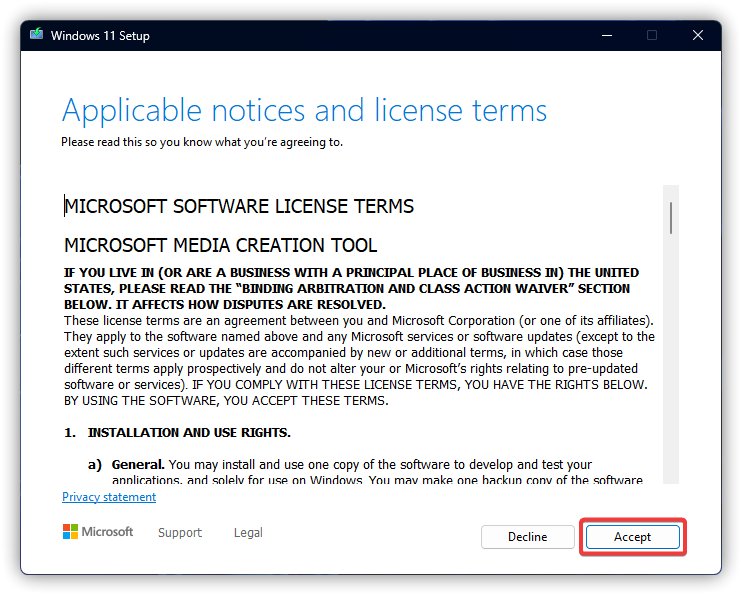 Windows 11 Setup
Applicable notices and license terms
Please read this so you know what you're agreeing to.
MICROSOFT SOFTWARE LICENSE TERMS
MICROSOFT MEDIA CREATION TOOL
IF YOU LIVE IN (OR ARE A BUSINESS WITH A PRINCIPAL PLACE OF BUSINESS IN) THE UNITED
STATES, PLEASE READ THE “BINDING ARBITRATION AND CLASS ACTION WAIVER” SECTION
BELOW. IT AFFECTS HOW DISPUTES ARE RESOLVED.
These license terms are an agreement between you and Microsoft Corporation (or one of its affiliates).
They apply to the software named above and any Microsoft services or software updates (except to the
extent such services or updates are accompanied by new or additional terms, in which case those
different terms apply prospectively and do not alter your or Microsoft’s rights relating to pre-updated
software or services). IF YOU COMPLY WITH THESE LICENSE TERMS, YOU HAVE THE RIGHTS BELOW.
BY USING THE SOFTWARE, YOU ACCEPT THESE TERMS.
1. INSTALLATION AND USE RIGHTS.
a) General. You may install and use one copy of the software to develop and test your
applications, and solely for use on Windows. You may make one backup copy of the software
Privacy statement
Microsoft Support Legal Decline Accept